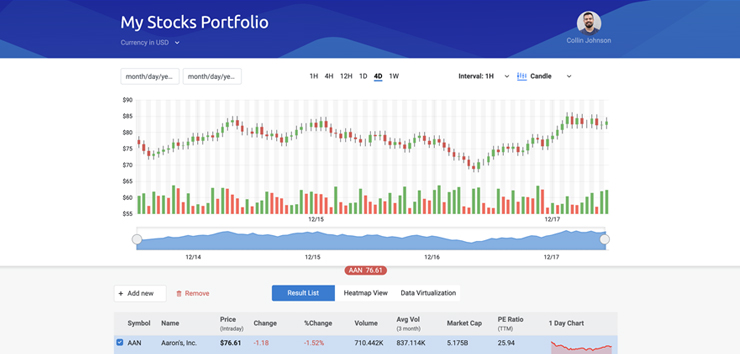 My Stocks Portfolio
Currency in USD
Collin Johnson
month/day/ye... month/day/ye... 1H 4H 12H 1D 4D 1W Interval: 1H Candle
$90
$85
$80
$75
$70
$65
$60
$55
12/15 12/17
12/14 12/15 12/16 12/17
AAN 76.61
+ Add new Remove Result List Heatmap View Data Virtualization
Symbol Name Price (Intraday) Change %Change Volume Avg Vol (3 month) Market Cap PE Ratio (TTM) 1 Day Chart
AAN Aaron's, Inc. $76.61 -1.18 -1.52% 710.442K 837.114K 5.175B 25.94